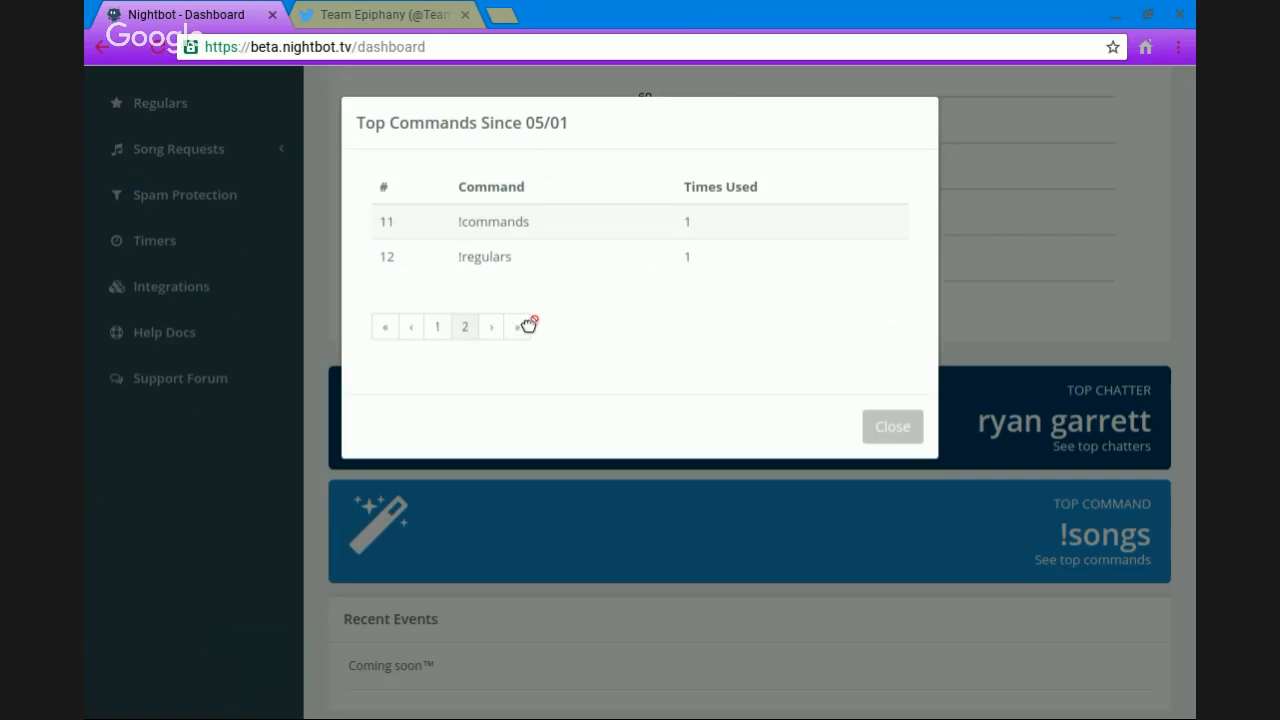 Nightbot - Dashboard
Team Epiphany (@Team
Google
https://beta.nightbot.tv/dashboard
Regulars
Song Requests
Spam Protection
Timers
Integrations
Help Docs
Support Forum
60
Top Commands Since 05/01
# Command Times Used
11 !commands 1
12 !regulars 1
« ‹ 1 2 › »
Close
TOP CHATTER
ryan garrett
See top chatters
TOP COMMAND
!songs
See top commands
Recent Events
Coming soon™